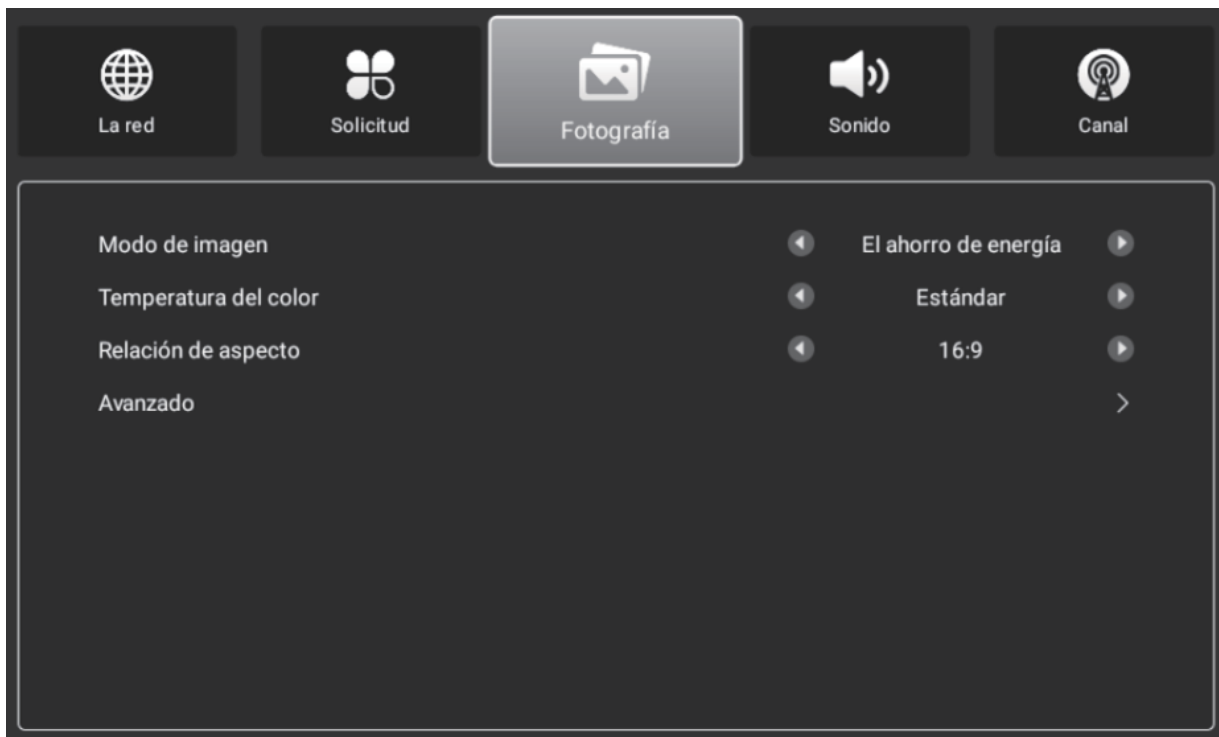 La red
Solicitud
Fotografía
Sonido
Canal
Modo de imagen El ahorro de energía
Temperatura del color Estándar
Relación de aspecto 16:9
Avanzado